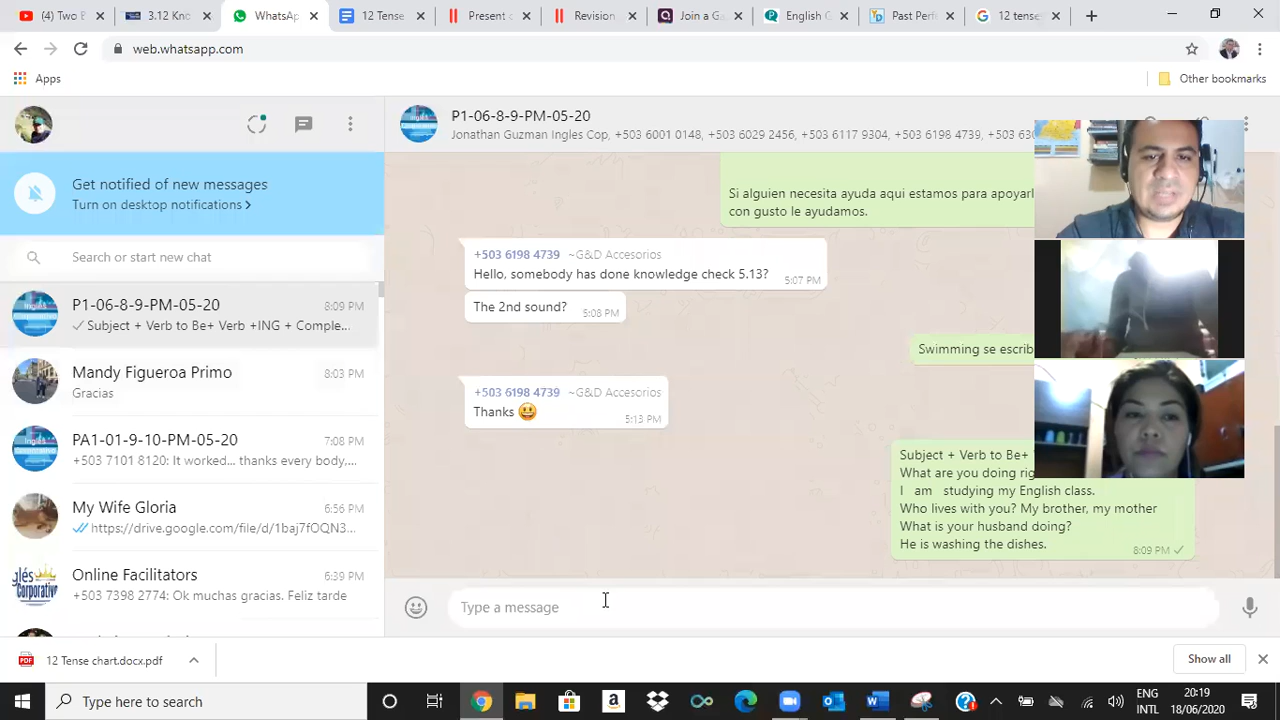 (4) Two B
3.12 Kno
WhatsAp
12 Tense
Present c
Revision
Join a G
English C
Past Perf
12 tense
web.whatsapp.com
Apps
Other bookmarks
P1-06-8-9-PM-05-20
Jonathan Guzman Ingles Cop, +503 6001 0148, +503 6029 2456, +503 6117 9304, +503 6198 4739, +503 630
Get notified of new messages
Turn on desktop notifications
Search or start new chat
P1-06-8-9-PM-05-20
8:09 PM
Subject + Verb to Be+ Verb +ING + Comple...
Mandy Figueroa Primo
8:03 PM
Gracias
PA1-01-9-10-PM-05-20
7:08 PM
+503 7101 8120: It worked... thanks every body,...
My Wife Gloria
6:56 PM
https://drive.google.com/file/d/1baj7fOQN3...
Online Facilitators
6:39 PM
+503 7398 2774: Ok muchas gracias. Feliz tarde
Si alguien necesita ayuda aqui estamos para apoyarl
con gusto le ayudamos.
+503 6198 4739 ~G&D Accesorios
Hello, somebody has done knowledge check 5.13?
5:07 PM
The 2nd sound?
5:08 PM
Swimming se escrib
+503 6198 4739 ~G&D Accesorios
Thanks
5:13 PM
Subject + Verb to Be+
What are you doing rig
I am studying my English class.
Who lives with you? My brother, my mother
What is your husband doing?
He is washing the dishes.
8:09 PM
Type a message
12 Tense chart.docx.pdf
Show all
Type here to search
ENG
INTL
20:19
18/06/2020